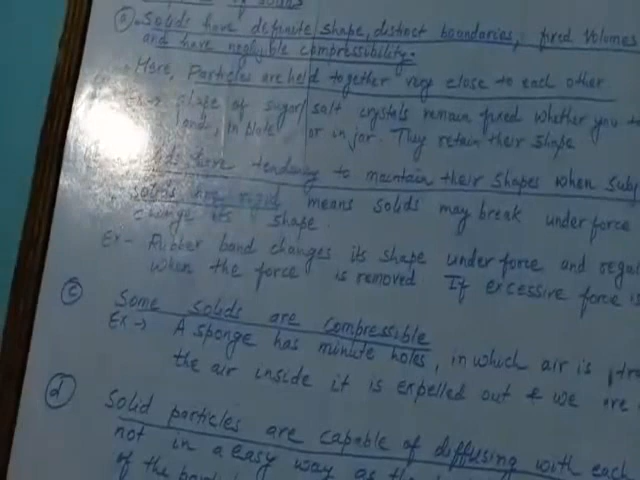 (a) Solids have definite shape, distinct boundaries, fixed volumes
and have neglgible compressibility.
• Here, Particles are held together very close to each other
Ex → shape of sugar/salt crystals remain fixed whether you
hand, in plate or in jar. They retain their shape
have tendency to maintain their shapes when
Solids are rigid means solids may break under force
change its shape.
Ex - Rubber band changes its shape under force and
when the force is removed If excessive force
(c) Some solids are compressible
Ex → A sponge has minute holes, in which air is
the air inside it is expelled out & we are
(d) Solid particles are capable of diffusing with each
not in a easy way as the
of the